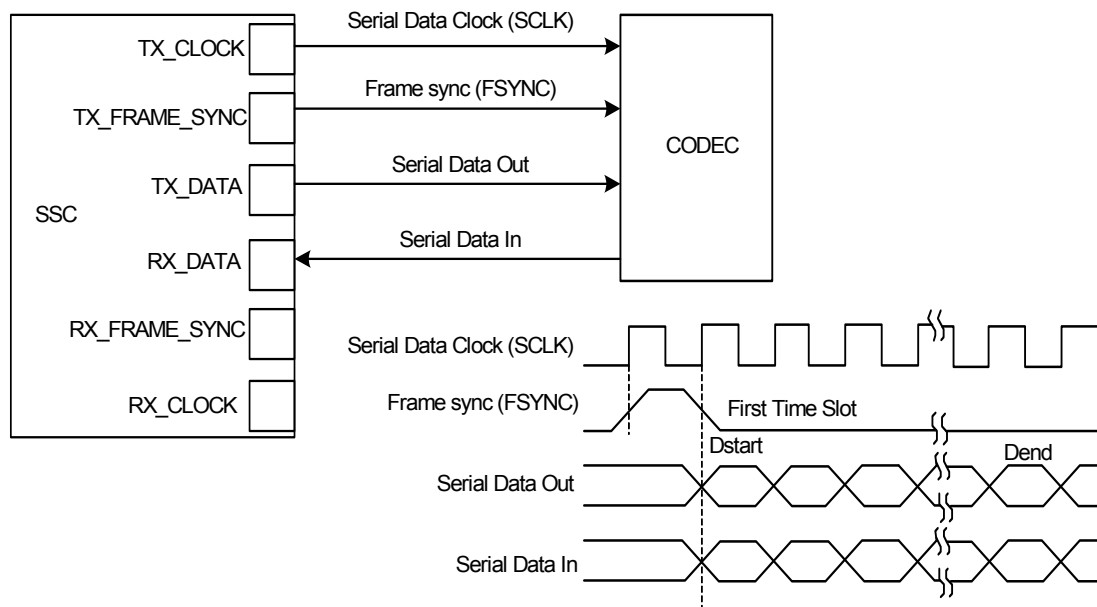 Serial Data Clock (SCLK)
TX_CLOCK
Frame sync (FSYNC)
TX_FRAME_SYNC
CODEC
Serial Data Out
TX_DATA
SSC
Serial Data In
RX_DATA
RX_FRAME_SYNC
Serial Data Clock (SCLK)
RX_CLOCK
Frame sync (FSYNC)
First Time Slot
Dstart
Dend
Serial Data Out
Serial Data In